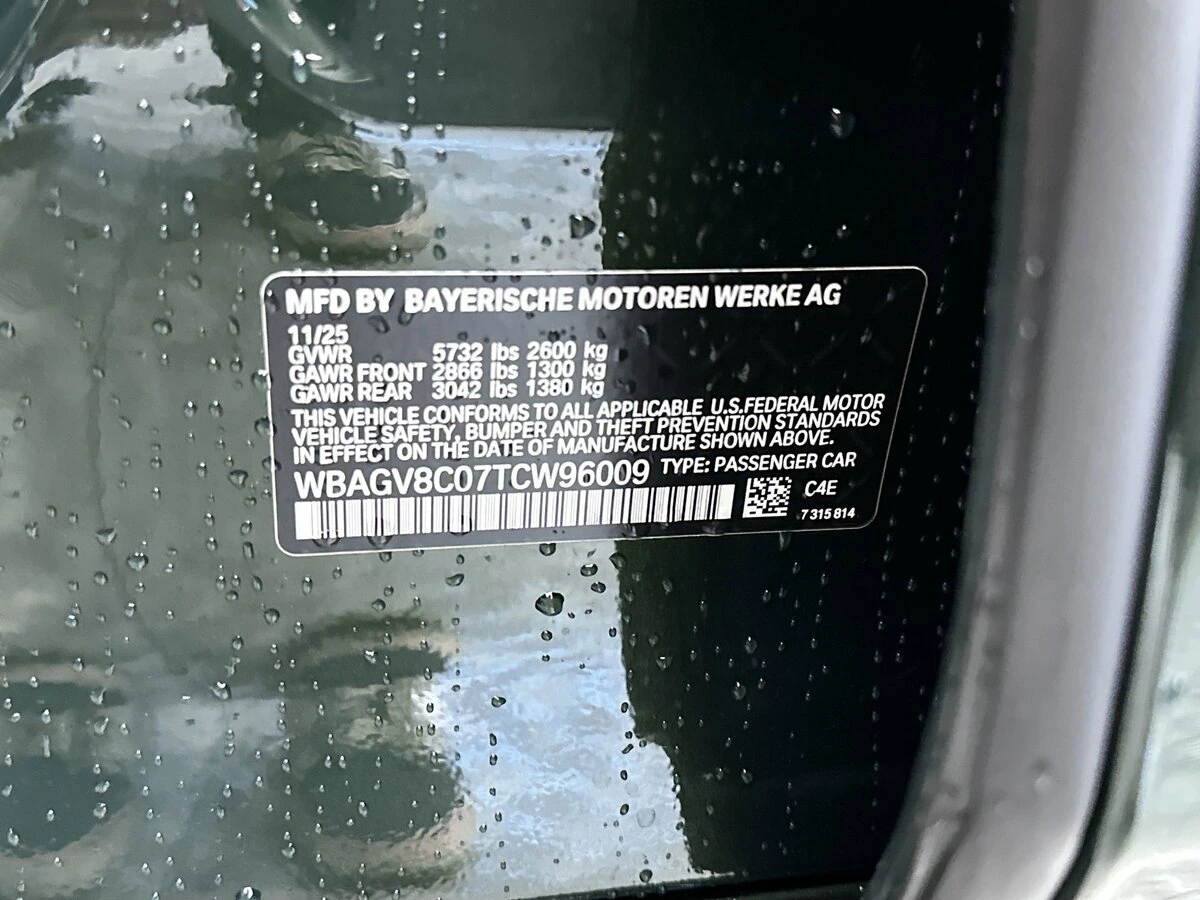 MFD BY BAYERISCHE MOTOREN WERKE AG
11/25
GVWR 5732 lbs 2600 kg
GAWR FRONT 2866 lbs 1300 kg
GAWR REAR 3042 lbs 1380 kg
THIS VEHICLE CONFORMS TO ALL APPLICABLE U.S.FEDERAL MOTOR
VEHICLE SAFETY, BUMPER AND THEFT PREVENTION STANDARDS
IN EFFECT ON THE DATE OF MANUFACTURE SHOWN ABOVE.
WBAGV8C07TCW96009 TYPE: PASSENGER CAR
C4E
7 315 814